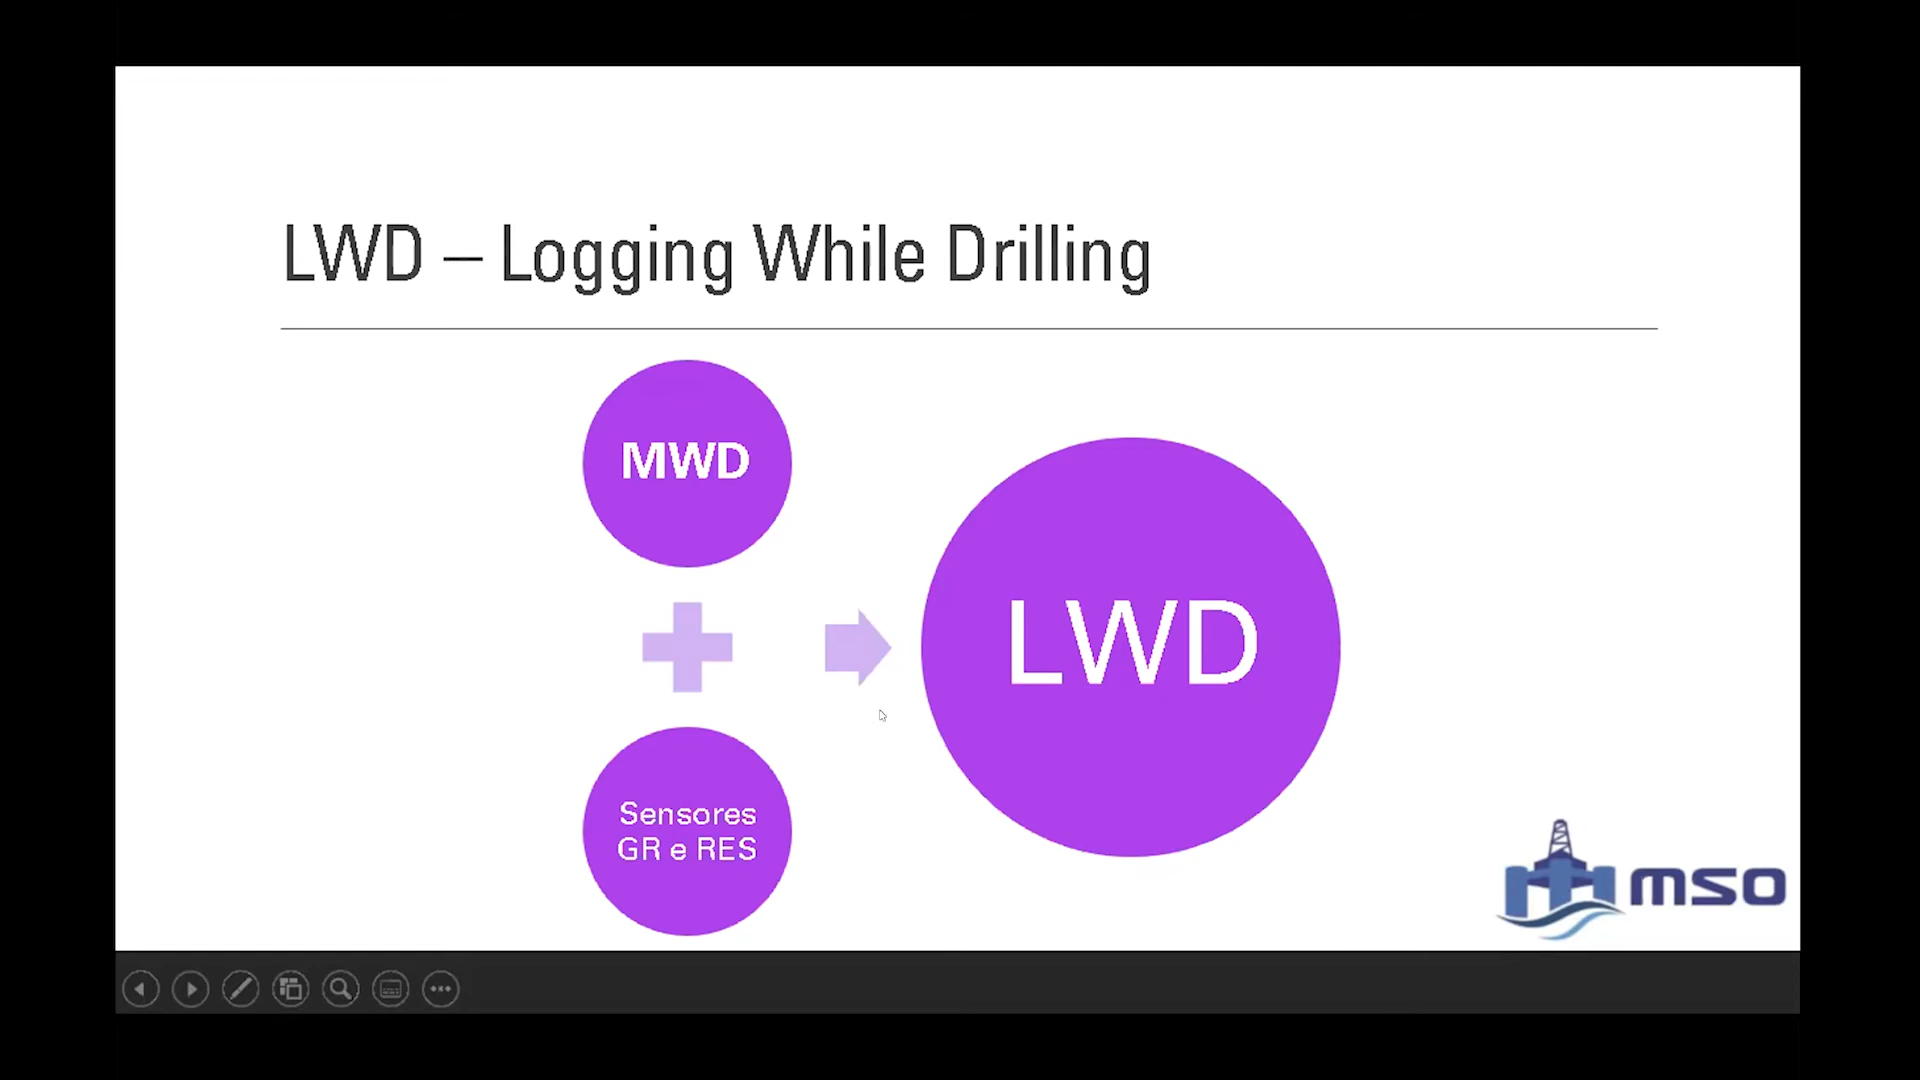 LWD – Logging While Drilling
MWD
Sensores
GR e RES
LWD
mso